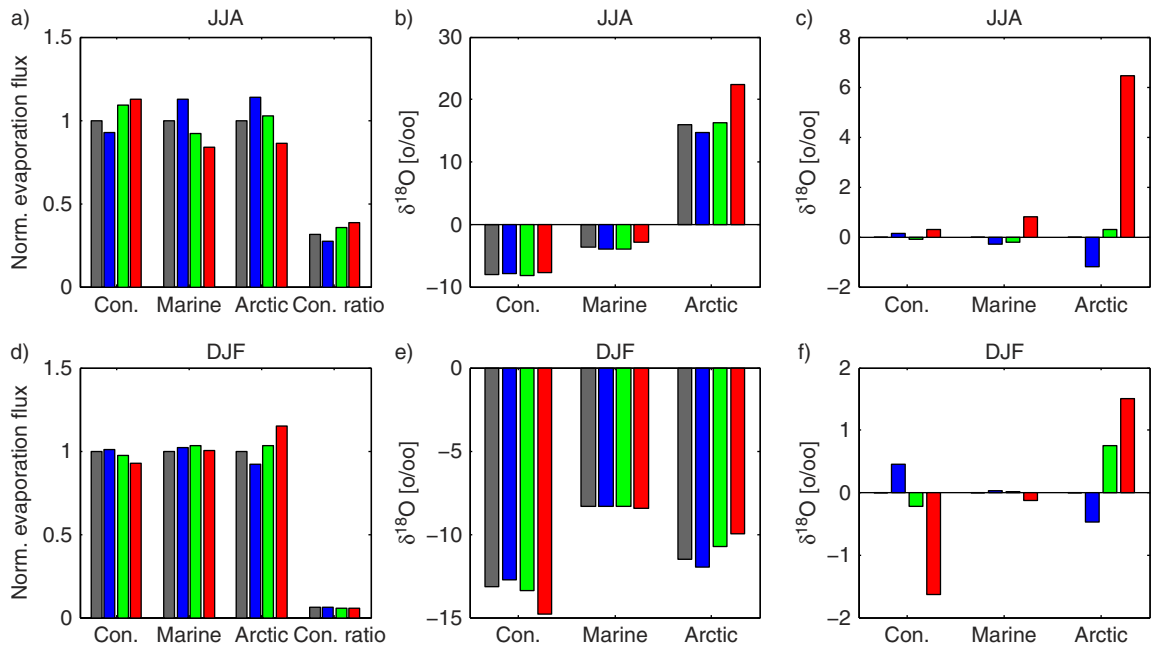 a)
JJA
Norm. evaporation flux
1.5
1
0.5
0
Con.
Marine
Arctic
Con. ratio
b)
JJA
δ18O [o/oo]
30
20
10
0
−10
Con.
Marine
Arctic
c)
JJA
δ18O [o/oo]
8
6
4
2
0
−2
Con.
Marine
Arctic
d)
DJF
Norm. evaporation flux
1.5
1
0.5
0
Con.
Marine
Arctic
Con. ratio
e)
DJF
δ18O [o/oo]
0
−5
−10
−15
Con.
Marine
Arctic
f)
DJF
δ18O [o/oo]
2
1
0
−1
−2
Con.
Marine
Arctic